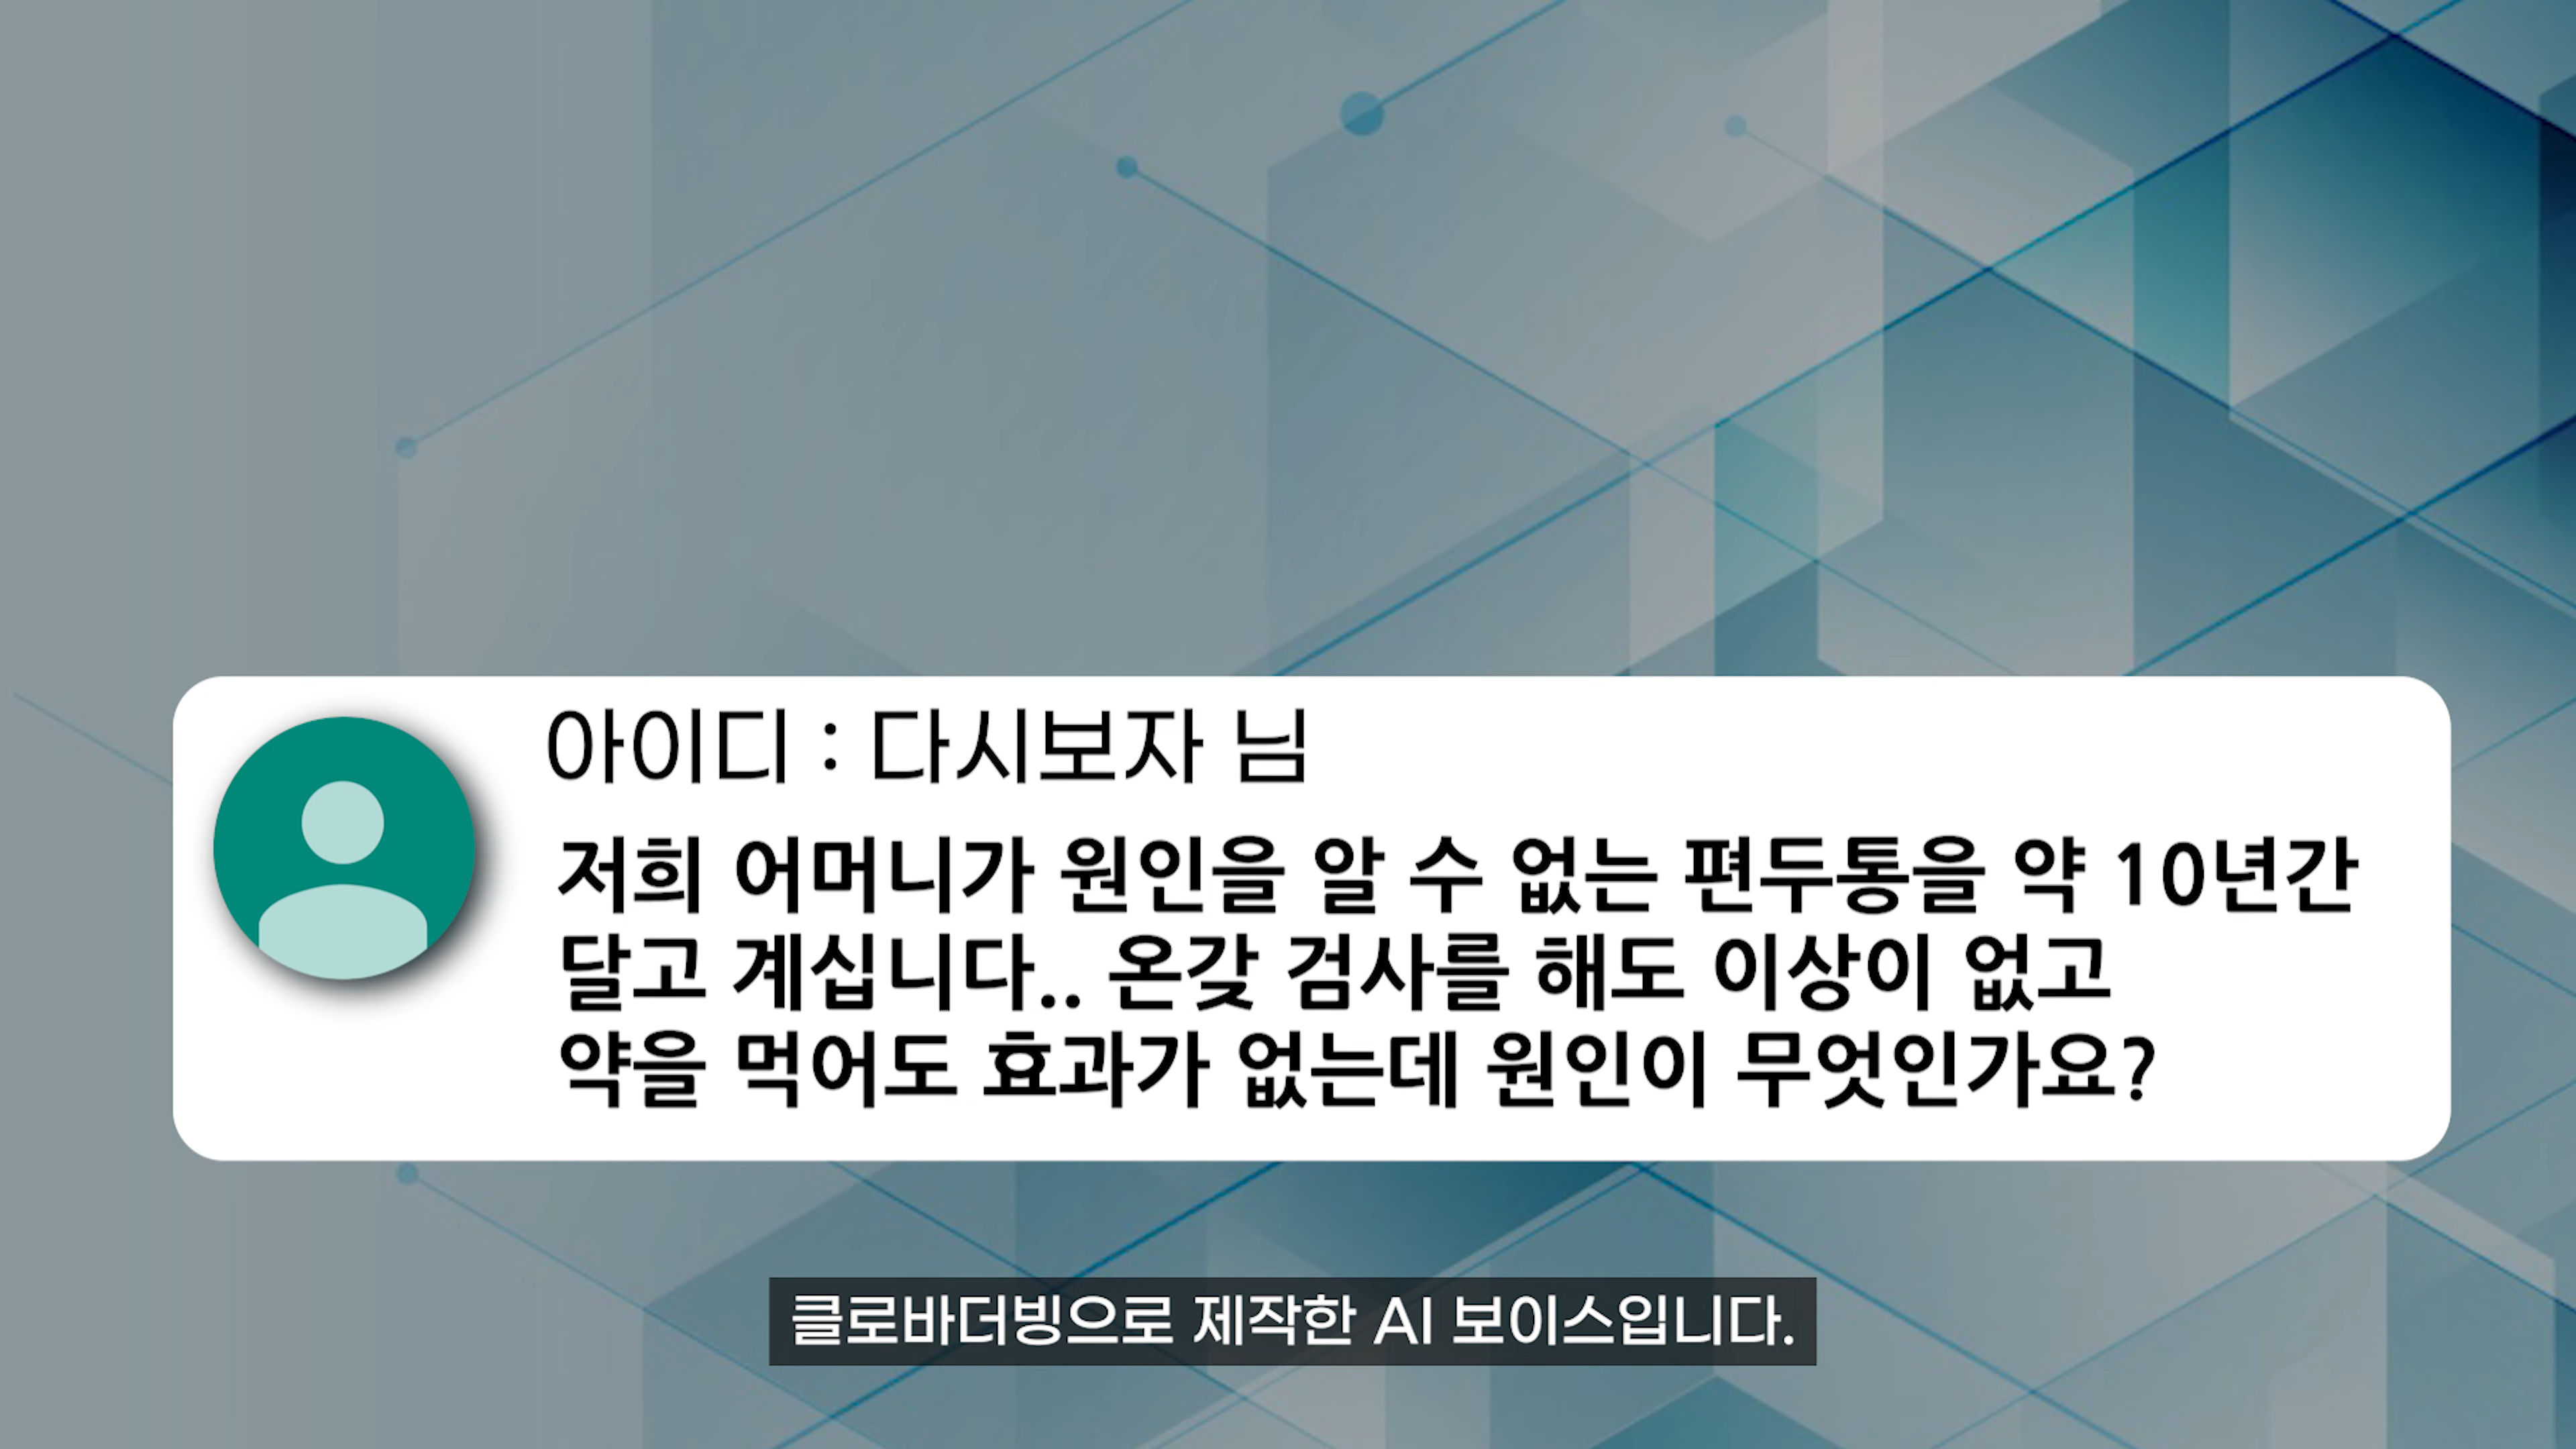 아이디 : 다시보자 님
저희 어머니가 원인을 알 수 없는 편두통을 약 10년간
달고 계십니다.. 온갖 검사를 해도 이상이 없고
약을 먹어도 효과가 없는데 원인이 무엇인가요?
클로바더빙으로 제작한 AI 보이스입니다.